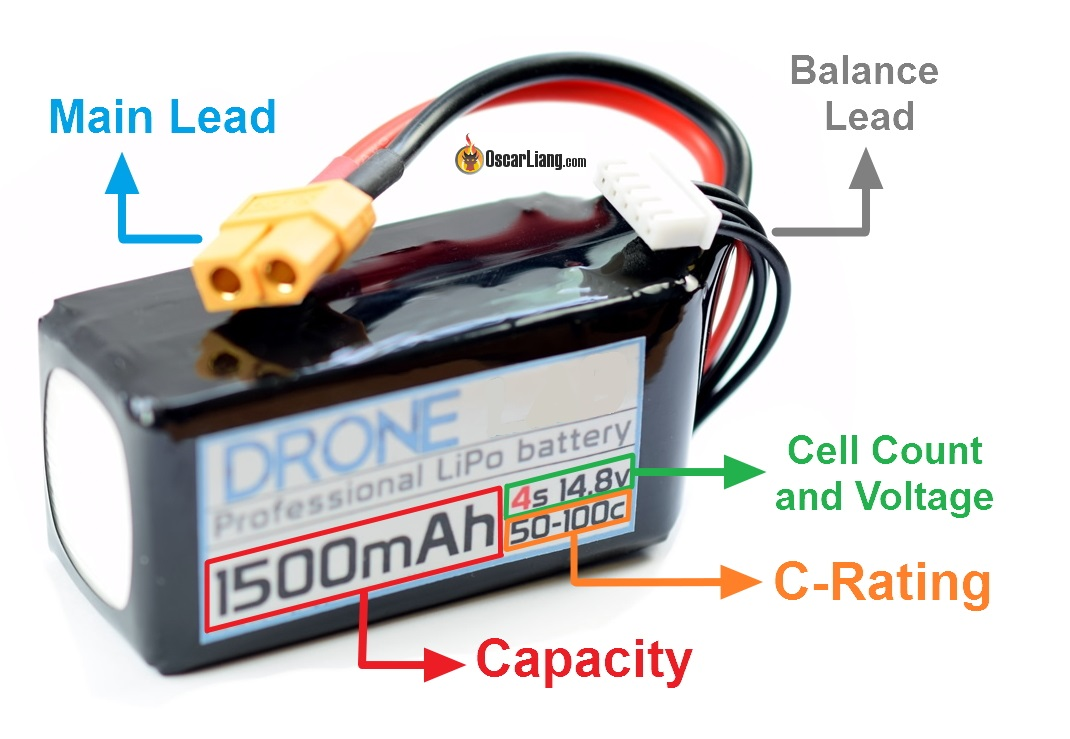 Main Lead
Balance
Lead
OscarLiang.com
DRONE
Professional LiPo battery
1500mAh
4s 14.8v
50-100c
Cell Count
and Voltage
C-Rating
Capacity